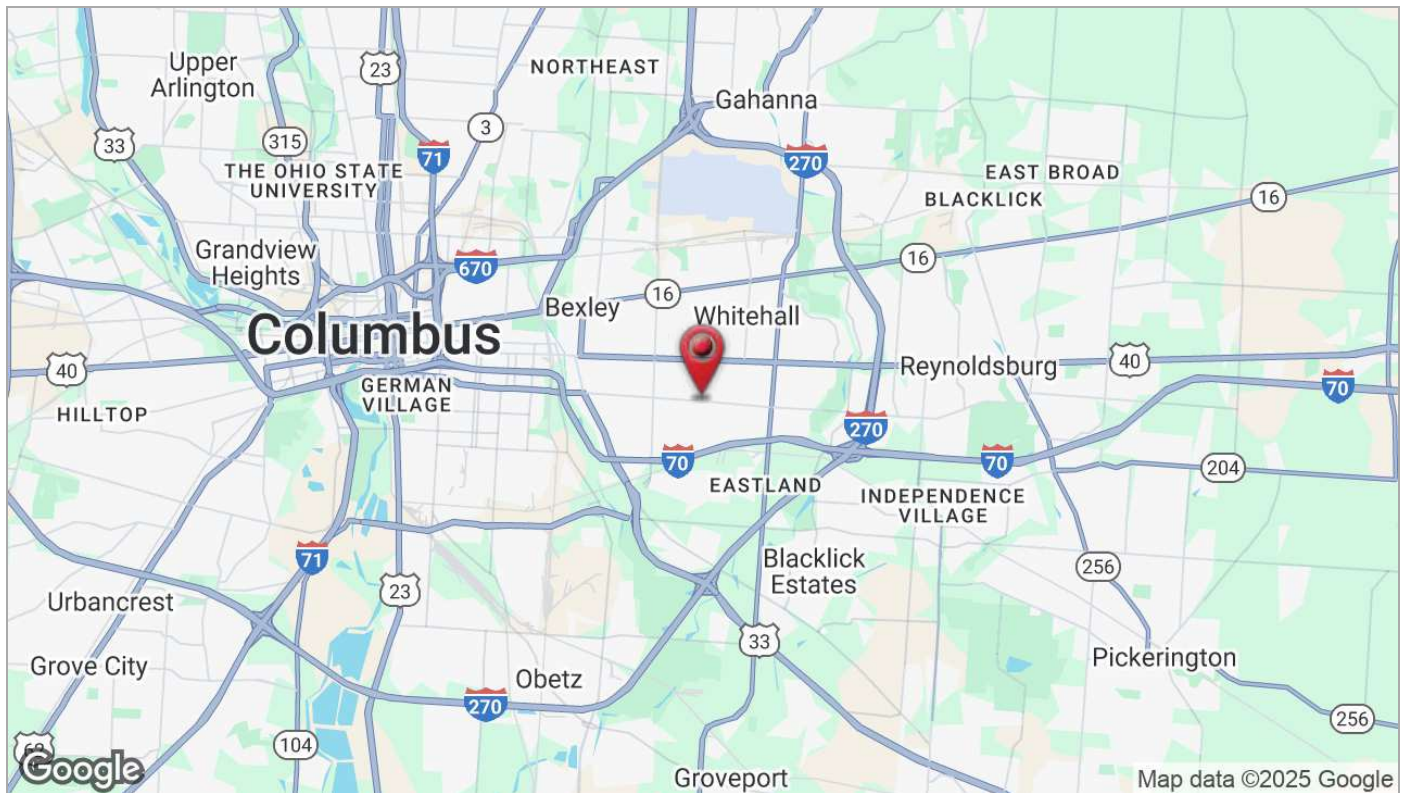 Upper
Arlington
23
NORTHEAST
Gahanna
33
315
3
71
270
THE OHIO STATE
UNIVERSITY
EAST BROAD
BLACKLICK
16
Grandview
Heights
670
16
16
Bexley
Whitehall
Columbus
40
Reynoldsburg
40
GERMAN
VILLAGE
70
HILLTOP
270
70
70
204
EASTLAND
INDEPENDENCE
VILLAGE
71
23
Blacklick
Estates
256
Urbancrest
33
Grove City
Obetz
Pickerington
270
104
256
62
Google
Groveport
Map data ©2025 Google